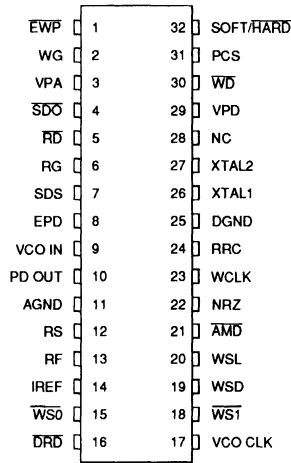 EWP 1 32 SOFT/HARD
WG 2 31 PCS
VPA 3 30 WD
SDO 4 29 VPD
RD 5 28 NC
RG 6 27 XTAL2
SDS 7 26 XTAL1
EPD 8 25 DGND
VCO IN 9 24 RRC
PD OUT 10 23 WCLK
AGND 11 22 NRZ
RS 12 21 AMD
RF 13 20 WSL
IREF 14 19 WSD
WS0 15 18 WS1
DRD 16 17 VCO CLK